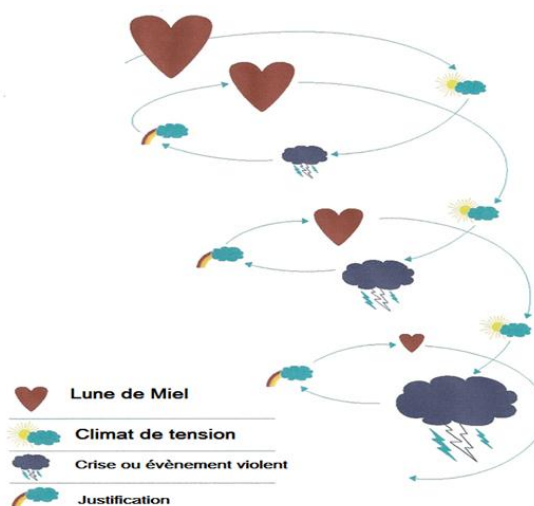 Lune de Miel
Climat de tension
Crise ou évènement violent
Justification